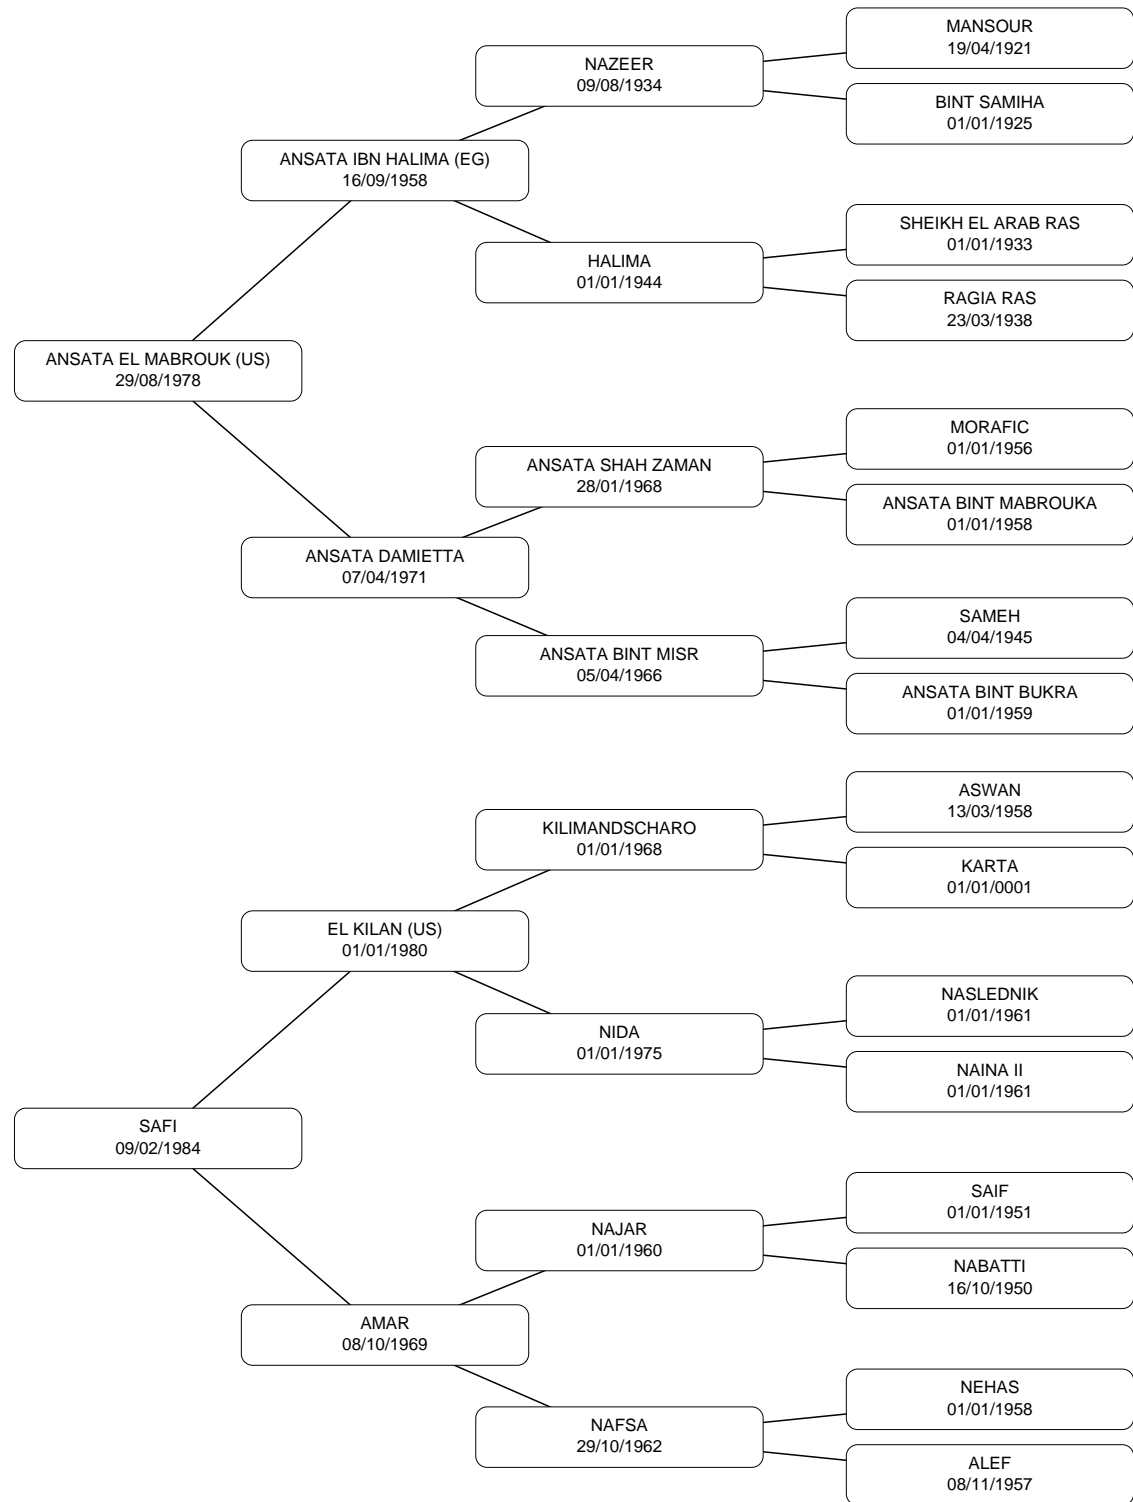 MANSOUR
19/04/1921
NAZEER
09/08/1934
BINT SAMIHA
01/01/1925
ANSATA IBN HALIMA (EG)
16/09/1958
SHEIKH EL ARAB RAS
01/01/1933
HALIMA
01/01/1944
RAGIA RAS
23/03/1938
ANSATA EL MABROUK (US)
29/08/1978
MORAFIC
01/01/1956
ANSATA SHAH ZAMAN
28/01/1968
ANSATA BINT MABROUKA
01/01/1958
ANSATA DAMIETTA
07/04/1971
SAMEH
04/04/1945
ANSATA BINT MISR
05/04/1966
ANSATA BINT BUKRA
01/01/1959
ASWAN
13/03/1958
KILIMANDSCHARO
01/01/1968
KARTA
01/01/0001
EL KILAN (US)
01/01/1980
NASLEDNIK
01/01/1961
NIDA
01/01/1975
NAINA II
01/01/1961
SAFI
09/02/1984
SAIF
01/01/1951
NAJAR
01/01/1960
NABATTI
16/10/1950
AMAR
08/10/1969
NEHAS
01/01/1958
NAFSA
29/10/1962
ALEF
08/11/1957